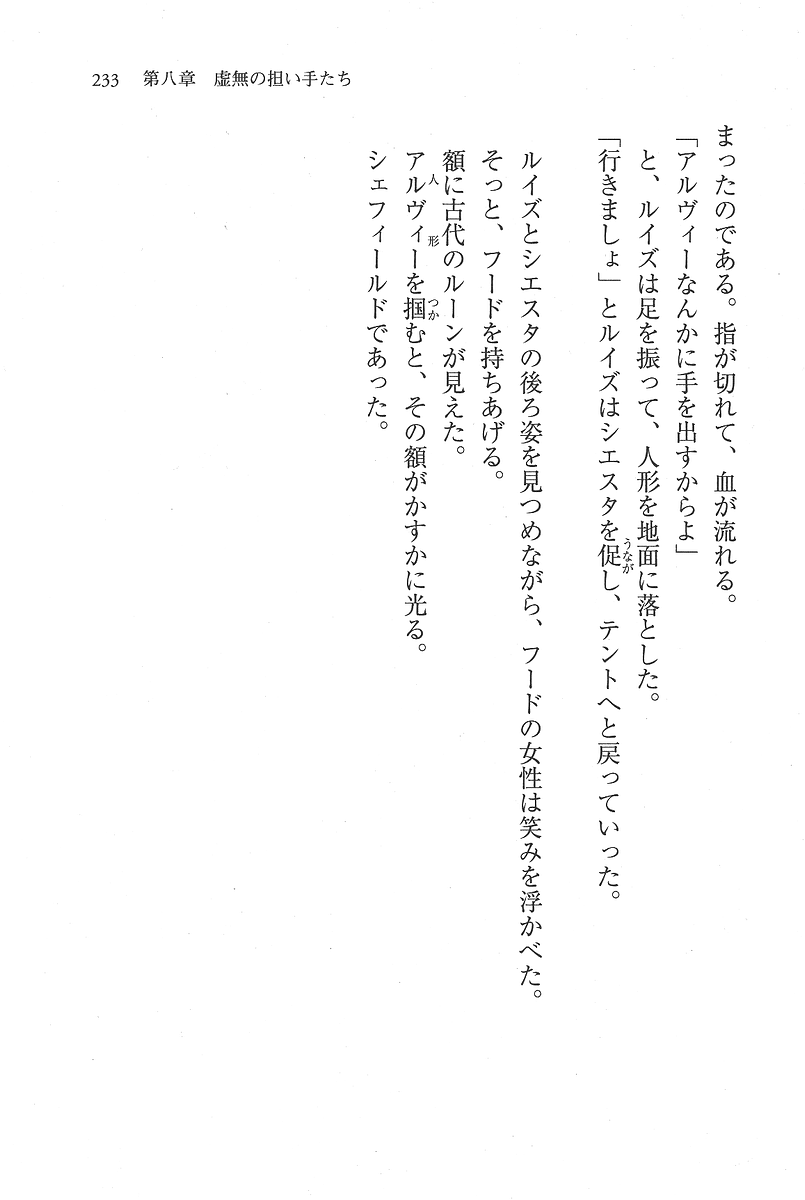 233　第八章　虚無の担い手たち
まったのである。指が切れて、血が流れる。
「アルヴィーなんかに手を出すからよ」
と、ルイズは足を振って、人形を地面に落とした。
「行きましょ」とルイズはシエスタを促し、テントへと戻っていった。
うなが
ルイズとシエスタの後ろ姿を見つめながら、フードの女性は笑みを浮かべた。
そっと、フードを持ちあげる。
額に古代のルーンが見えた。
アルヴィーを掴むと、その額がかすかに光る。
人形
つか
シェフィールドであった。